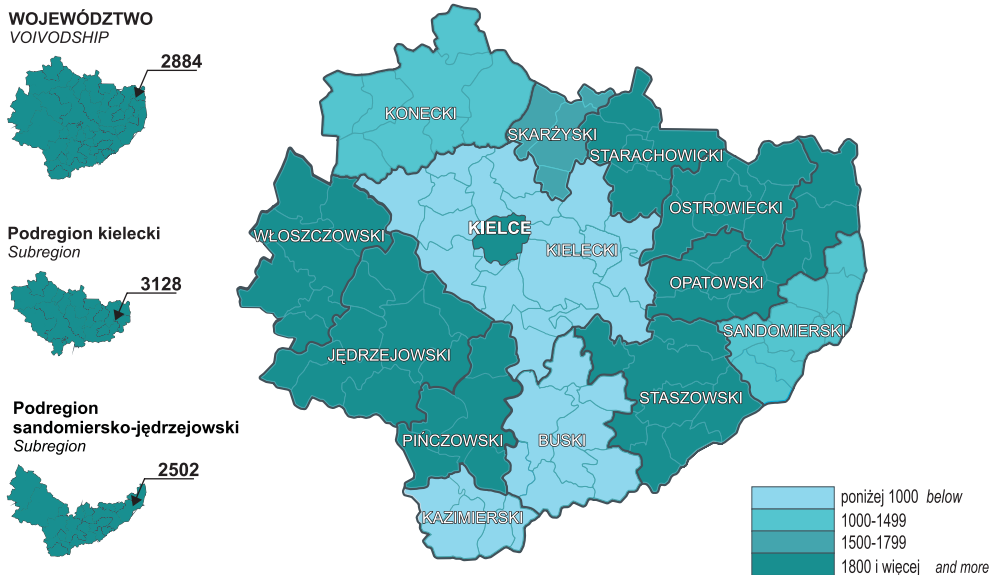 WOJEWÓDZTWO
VOIVODSHIP
2884
Podregion kielecki
Subregion
3128
Podregion
sandomiersko-jędrzejowski
Subregion
2502
KONECKI
SKARŻYSKI
STARACHOWICKI
OSTROWIECKI
KIELCE
WŁOSZCZOWSKI
KIELECKI
OPATOWSKI
SANDOMIERSKI
JĘDRZEJOWSKI
STASZOWSKI
PIŃCZOWSKI
BUSKI
KAZIMIERSKI
poniżej 1000 below
1000-1499
1500-1799
1800 i więcej and more